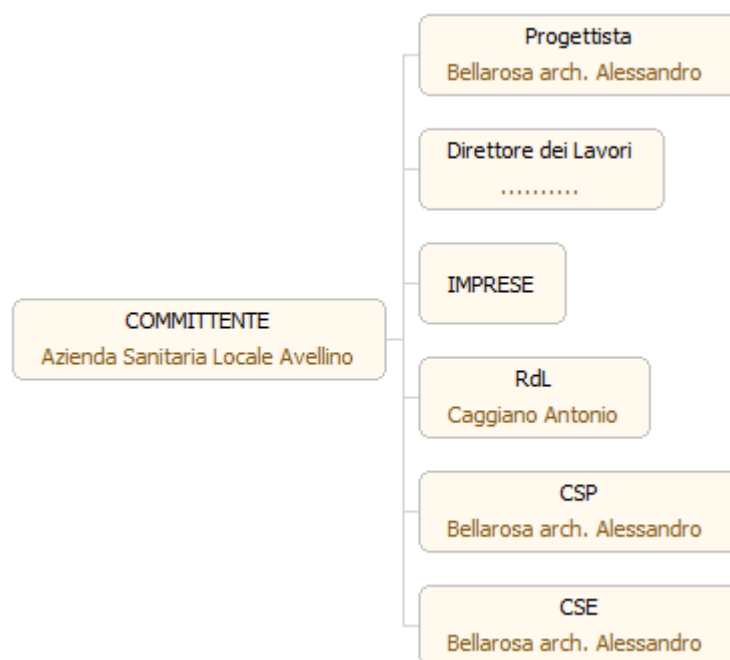 Progettista
Bellarosa arch. Alessandro
Direttore dei Lavori
..........
IMPRESE
COMMITTENTE
Azienda Sanitaria Locale Avellino
RdL
Caggiano Antonio
CSP
Bellarosa arch. Alessandro
CSE
Bellarosa arch. Alessandro